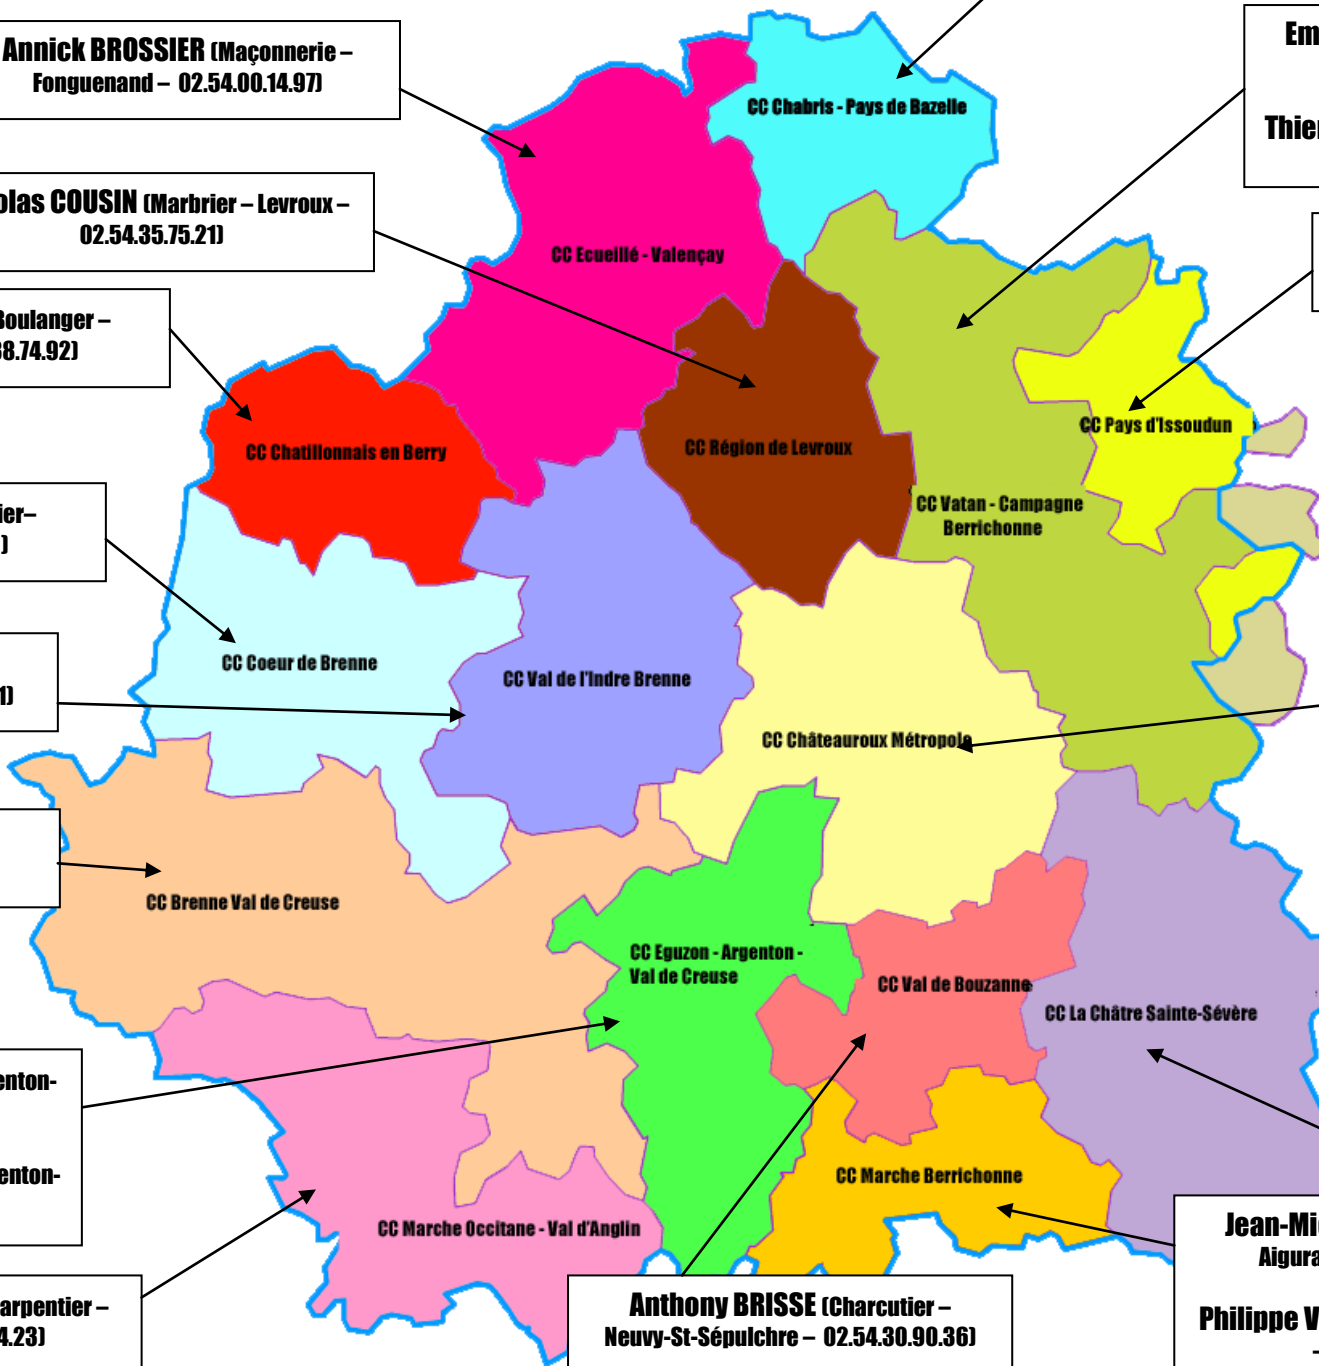 Annick BROSSIER (Maçonnerie –
Fonguenand – 02.54.00.14.97)
olas COUSIN (Marbrier – Levroux –
02.54.35.75.21)
Boulanger –
38.74.92)
ier–
)
1)
enton-
enton-
arpentier –
4.23)
Em
Thier
CC Chabris - Pays de Bazelle
CC Ecueillé - Valençay
CC Pays d'Issoudun
CC Région de Levroux
CC Chatillonnais en Berry
CC Vatan - Campagne
Berrichonne
CC Coeur de Brenne
CC Val de l'Indre Brenne
CC Châteauroux Métropole
CC Brenne Val de Creuse
CC Eguzon - Argenton -
Val de Creuse
CC Val de Bouzanne
CC La Châtre Sainte-Sévère
CC Marche Berrichonne
CC Marche Occitane - Val d'Anglin
Anthony BRISSE (Charcutier –
Neuvy-St-Sépulchre – 02.54.30.90.36)
Jean-Mi
Aigura
Philippe V
–